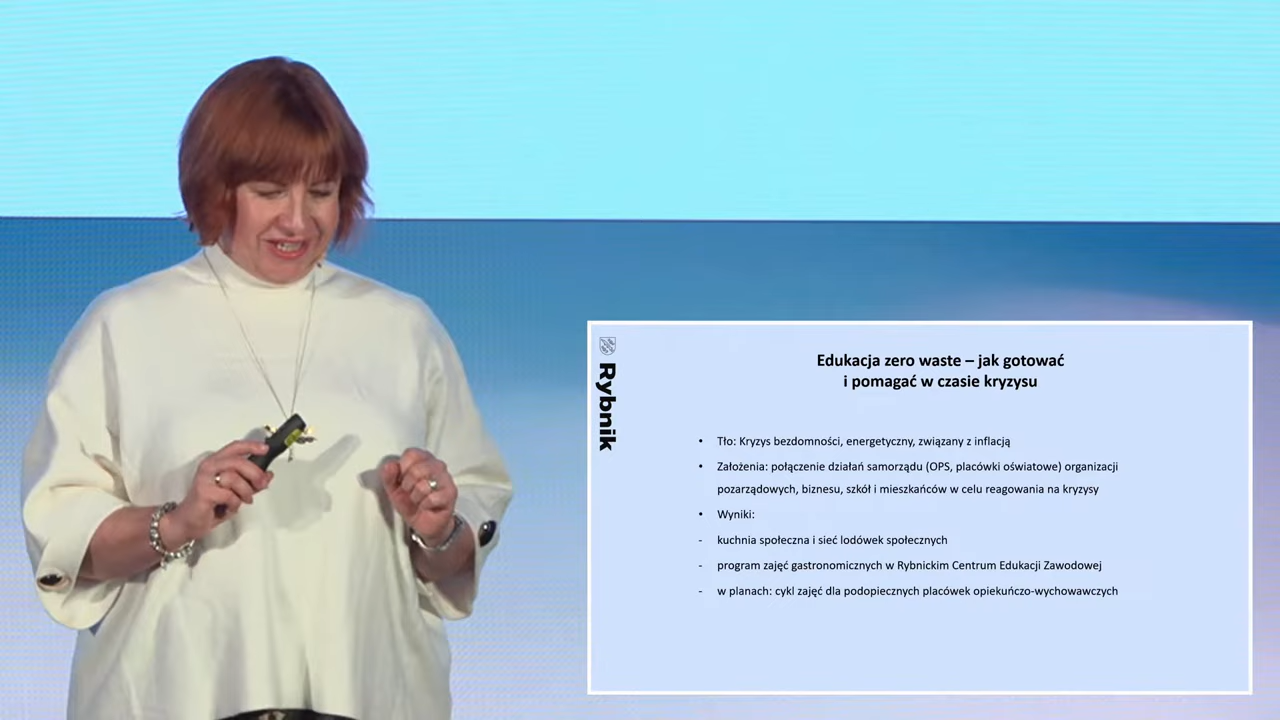 Rybnik
Edukacja zero waste – jak gotować
i pomagać w czasie kryzysu
• Tło: Kryzys bezdomności, energetyczny, związany z inflacją
• Założenia: połączenie działań samorządu (OPS, placówki oświatowe) organizacji
pozarządowych, biznesu, szkół i mieszkańców w celu reagowania na kryzysy
• Wyniki:
- kuchnia społeczna i sieć lodówek społecznych
- program zajęć gastronomicznych w Rybnickim Centrum Edukacji Zawodowej
- w planach: cykl zajęć dla podopiecznych placówek opiekuńczo-wychowawczych